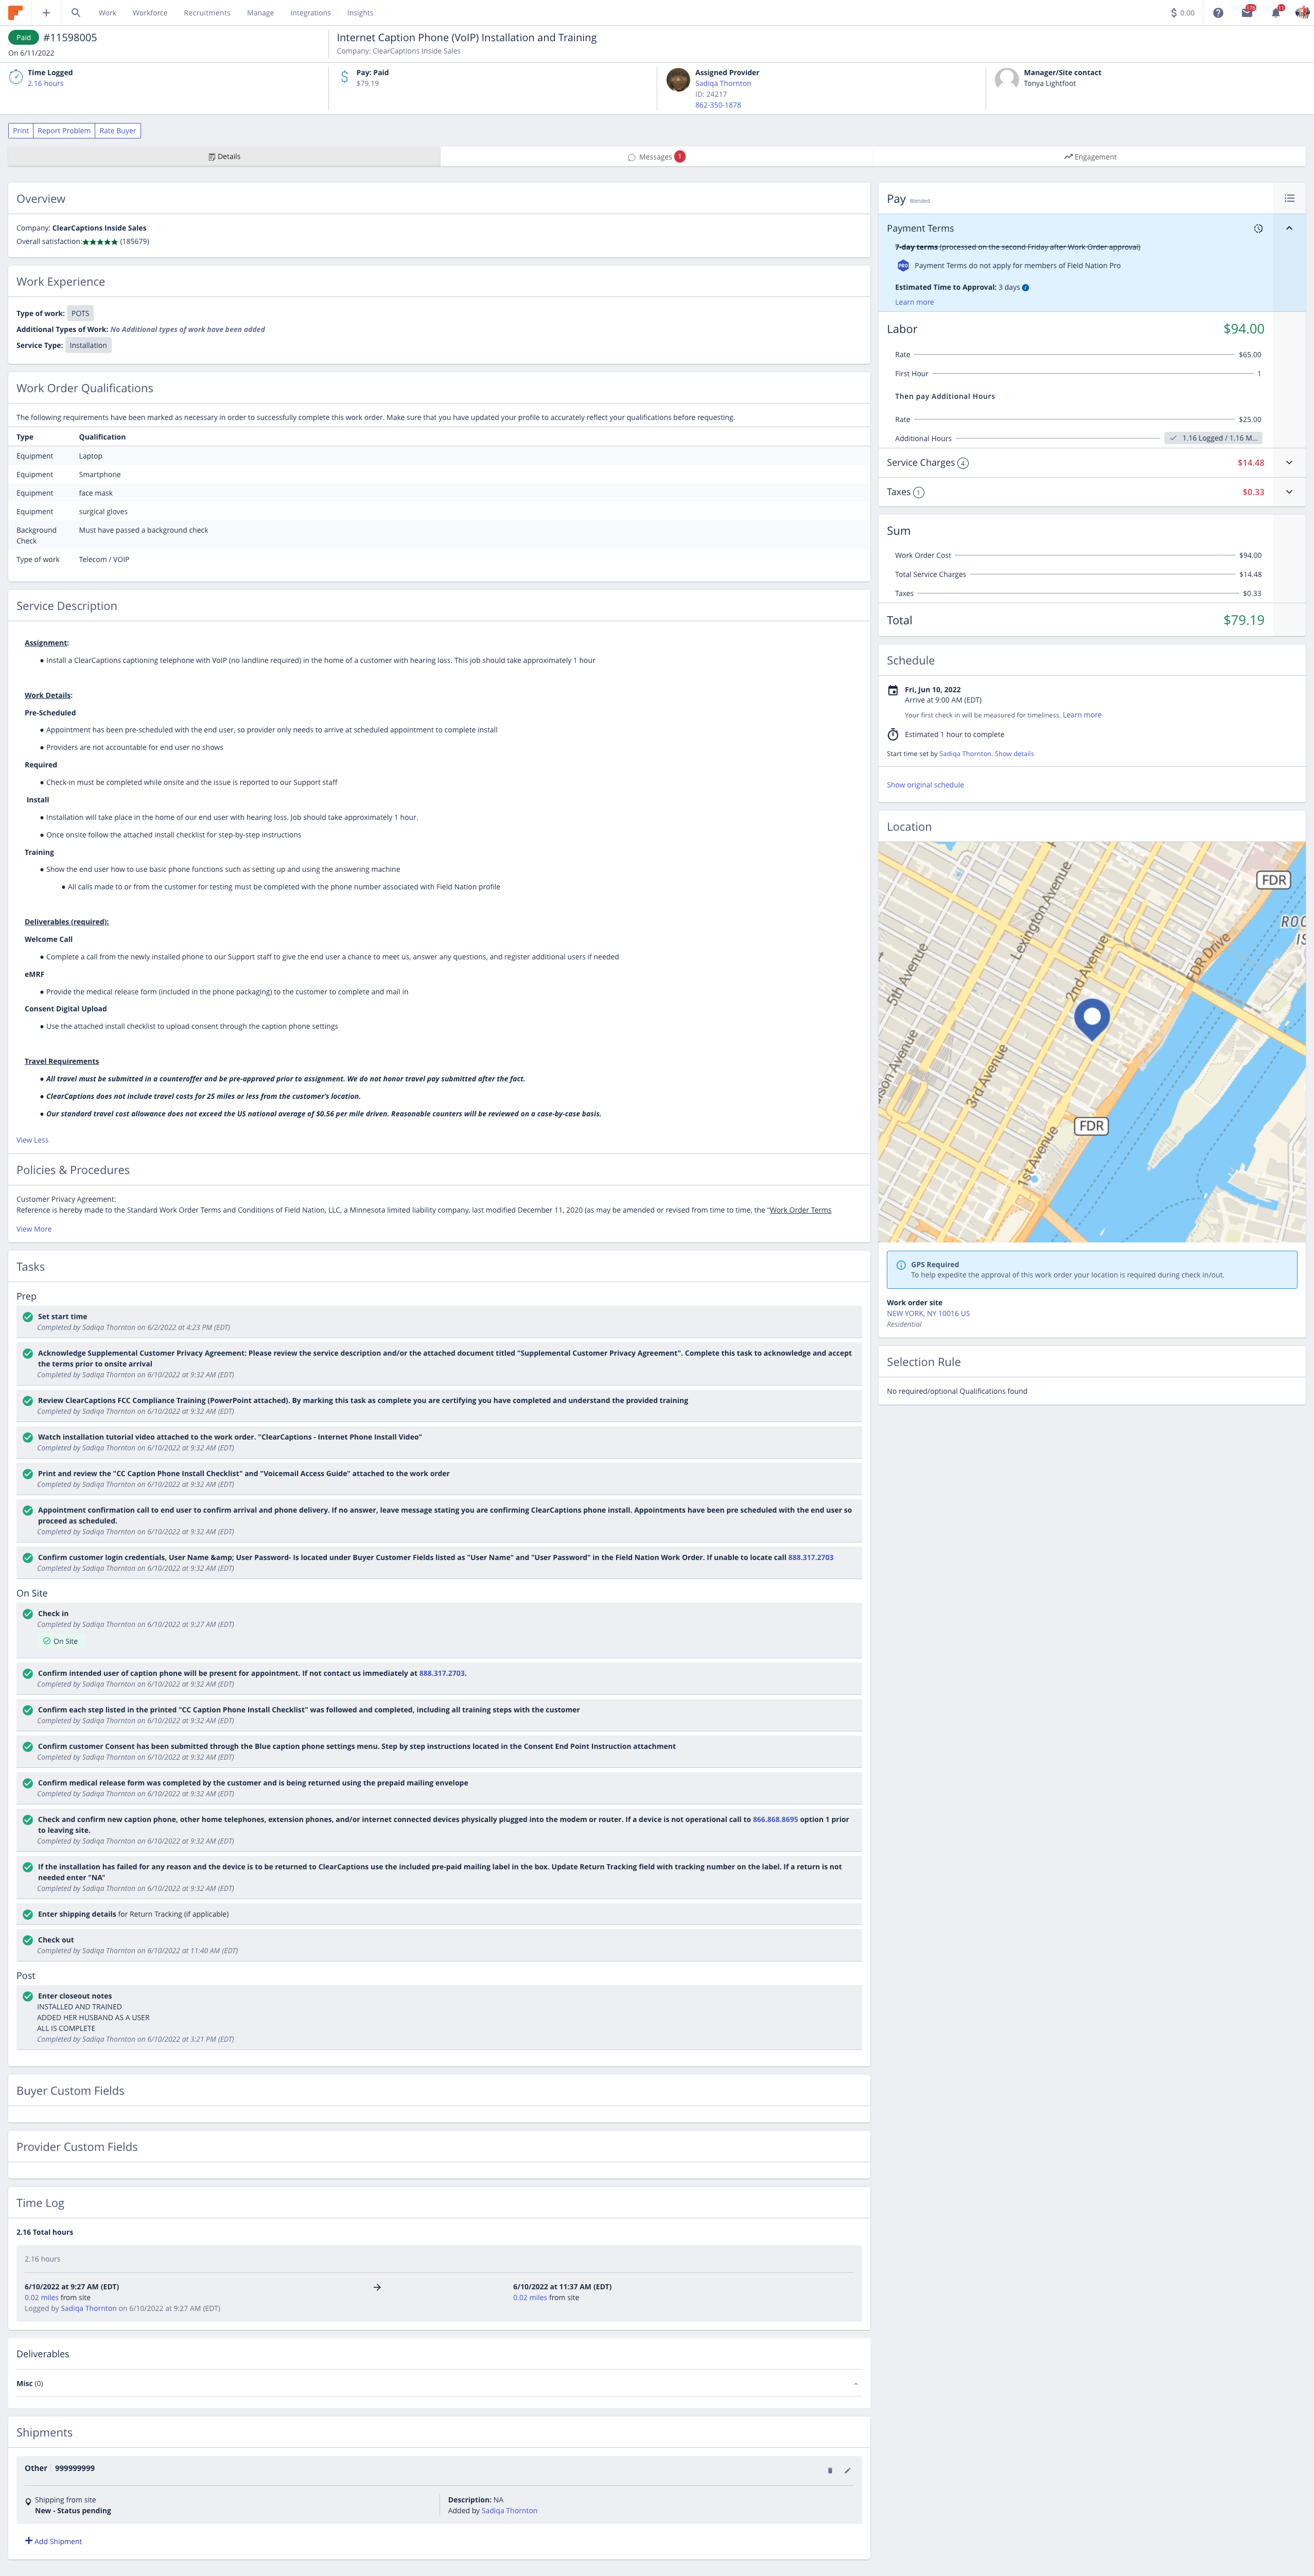 Work Workforce Recruitments Manage Integrations Insights
$ 0.00
Paid #11598005
On 6/11/2022
Internet Caption Phone (VoIP) Installation and Training
Company: ClearCaptions Inside Sales
Time Logged
2.16 hours
Pay: Paid
$79.19
Assigned Provider
Sadiqa Thornton
ID: 24217
862-350-1878
Manager/Site contact
Tonya Lightfoot
Print Report Problem Rate Buyer
Details
Messages 1
Engagement
Overview
Company: ClearCaptions Inside Sales
Overall satisfaction:★★★★★ (185679)
Work Experience
Type of work: POTS
Additional Types of Work: No Additional types of work have been added
Service Type: Installation
Work Order Qualifications
The following requirements have been marked as necessary in order to successfully complete this work order. Make sure that you have updated your profile to accurately reflect your qualifications before requesting.
Type Qualification
Equipment Laptop
Equipment Smartphone
Equipment face mask
Equipment surgical gloves
Background Must have passed a background check
Check
Type of work Telecom / VOIP
Service Description
Assignment:
• Install a ClearCaptions captioning telephone with VoIP (no landline required) in the home of a customer with hearing loss. This job should take approximately 1 hour
Work Details:
Pre-Scheduled
• Appointment has been pre-scheduled with the end user, so provider only needs to arrive at scheduled appointment to complete install
• Providers are not accountable for end user no shows
Required
• Check-in must be completed while onsite and the issue is reported to our Support staff
Install
• Installation will take place in the home of our end user with hearing loss. Job should take approximately 1 hour.
• Once onsite follow the attached install checklist for step-by-step instructions
Training
• Show the end user how to use basic phone functions such as setting up and using the answering machine
• All calls made to or from the customer for testing must be completed with the phone number associated with Field Nation profile
Deliverables (required):
Welcome Call
• Complete a call from the newly installed phone to our Support staff to give the end user a chance to meet us, answer any questions, and register additional users if needed
eMRF
• Provide the medical release form (included in the phone packaging) to the customer to complete and mail in
Consent Digital Upload
• Use the attached install checklist to upload consent through the caption phone settings
Travel Requirements
• All travel must be submitted in a counteroffer and be pre-approved prior to assignment. We do not honor travel pay submitted after the fact.
• ClearCaptions does not include travel costs for 25 miles or less from the customer's location.
• Our standard travel cost allowance does not exceed the US national average of $0.56 per mile driven. Reasonable counters will be reviewed on a case-by-case basis.
View Less
Policies & Procedures
Customer Privacy Agreement:
Reference is hereby made to the Standard Work Order Terms and Conditions of Field Nation, LLC, a Minnesota limited liability company, last modified December 11, 2020 (as may be amended or revised from time to time, the "Work Order Terms
View More
Tasks
Prep
Set start time
Completed by Sadiqa Thornton on 6/2/2022 at 4:23 PM (EDT)
Acknowledge Supplemental Customer Privacy Agreement: Please review the service description and/or the attached document titled "Supplemental Customer Privacy Agreement". Complete this task to acknowledge and accept
the terms prior to onsite arrival
Completed by Sadiqa Thornton on 6/10/2022 at 9:32 AM (EDT)
Review ClearCaptions FCC Compliance Training (PowerPoint attached). By marking this task as complete you are certifying you have completed and understand the provided training
Completed by Sadiqa Thornton on 6/10/2022 at 9:32 AM (EDT)
Watch installation tutorial video attached to the work order. "ClearCaptions - Internet Phone Install Video"
Completed by Sadiqa Thornton on 6/10/2022 at 9:32 AM (EDT)
Print and review the "CC Caption Phone Install Checklist" and "Voicemail Access Guide" attached to the work order
Completed by Sadiqa Thornton on 6/10/2022 at 9:32 AM (EDT)
Appointment confirmation call to end user to confirm arrival and phone delivery. If no answer, leave message stating you are confirming ClearCaptions phone install. Appointments have been pre scheduled with the end user so
proceed as scheduled.
Completed by Sadiqa Thornton on 6/10/2022 at 9:32 AM (EDT)
Confirm customer login credentials, User Name &amp; User Password- Is located under Buyer Customer Fields listed as "User Name" and "User Password" in the Field Nation Work Order. If unable to locate call 888.317.2703
Completed by Sadiqa Thornton on 6/10/2022 at 9:32 AM (EDT)
On Site
Check in
Completed by Sadiqa Thornton on 6/10/2022 at 9:27 AM (EDT)
On Site
Confirm intended user of caption phone will be present for appointment. If not contact us immediately at 888.317.2703.
Completed by Sadiqa Thornton on 6/10/2022 at 9:32 AM (EDT)
Confirm each step listed in the printed "CC Caption Phone Install Checklist" was followed and completed, including all training steps with the customer
Completed by Sadiqa Thornton on 6/10/2022 at 9:32 AM (EDT)
Confirm customer Consent has been submitted through the Blue caption phone settings menu. Step by step instructions located in the Consent End Point Instruction attachment
Completed by Sadiqa Thornton on 6/10/2022 at 9:32 AM (EDT)
Confirm medical release form was completed by the customer and is being returned using the prepaid mailing envelope
Completed by Sadiqa Thornton on 6/10/2022 at 9:32 AM (EDT)
Check and confirm new caption phone, other home telephones, extension phones, and/or internet connected devices physically plugged into the modem or router. If a device is not operational call to 866.868.8695 option 1 prior
to leaving site.
Completed by Sadiqa Thornton on 6/10/2022 at 9:32 AM (EDT)
If the installation has failed for any reason and the device is to be returned to ClearCaptions use the included pre-paid mailing label in the box. Update Return Tracking field with tracking number on the label. If a return is not
needed enter "NA"
Completed by Sadiqa Thornton on 6/10/2022 at 9:32 AM (EDT)
Enter shipping details for Return Tracking (if applicable)
Check out
Completed by Sadiqa Thornton on 6/10/2022 at 11:40 AM (EDT)
Post
Enter closeout notes
INSTALLED AND TRAINED
ADDED HER HUSBAND AS A USER
ALL IS COMPLETE
Completed by Sadiqa Thornton on 6/10/2022 at 3:21 PM (EDT)
Buyer Custom Fields
Provider Custom Fields
Time Log
2.16 Total hours
2.16 hours
6/10/2022 at 9:27 AM (EDT) → 6/10/2022 at 11:37 AM (EDT)
0.02 miles from site 0.02 miles from site
Logged by Sadiqa Thornton on 6/10/2022 at 9:27 AM (EDT)
Deliverables
Misc (0)
Shipments
Other 999999999
Shipping from site
New - Status pending
Description: NA
Added by Sadiqa Thornton
+ Add Shipment
Pay Blended
Payment Terms
7-day terms (processed on the second Friday after Work Order approval)
PRO Payment Terms do not apply for members of Field Nation Pro
Estimated Time to Approval: 3 days
Learn more
Labor $94.00
Rate $65.00
First Hour 1
Then pay Additional Hours
Rate $25.00
Additional Hours 1.16 Logged / 1.16 M...
Service Charges 4 $14.48
Taxes 1 $0.33
Sum
Work Order Cost $94.00
Total Service Charges $14.48
Taxes $0.33
Total $79.19
Schedule
Fri, Jun 10, 2022
Arrive at 9:00 AM (EDT)
Your first check in will be measured for timeliness. Learn more
Estimated 1 hour to complete
Start time set by Sadiqa Thornton. Show details
Show original schedule
Location
FDR
ROO
IS
Lexington Avenue
2nd Avenue
FDR Drive
5th Avenue
3rd Avenue
son Avenue
FDR
1st Avenue
GPS Required
To help expedite the approval of this work order your location is required during check in/out.
Work order site
NEW YORK, NY 10016 US
Residential
Selection Rule
No required/optional Qualifications found